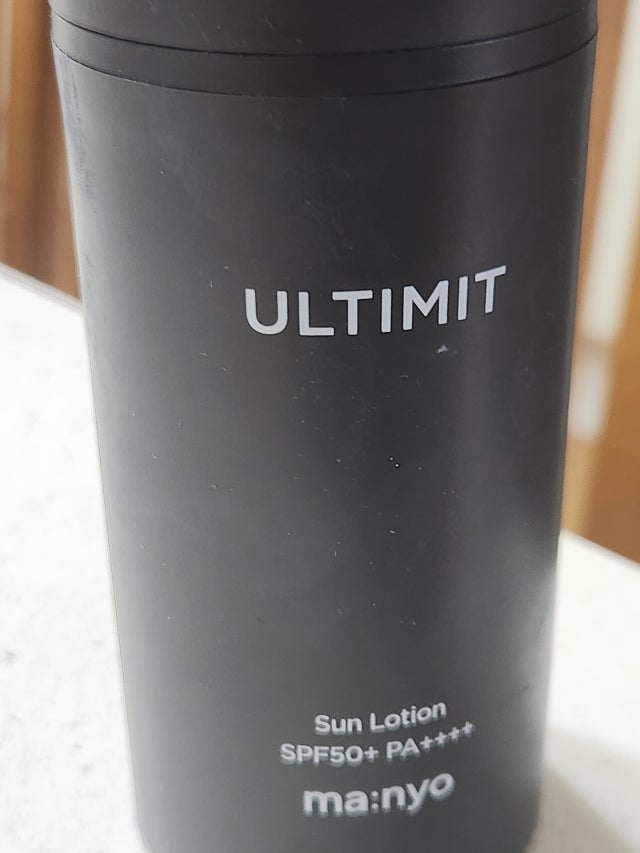 ULTIMIT
Sun Lotion
SPF50+ PA++++
ma:nyo